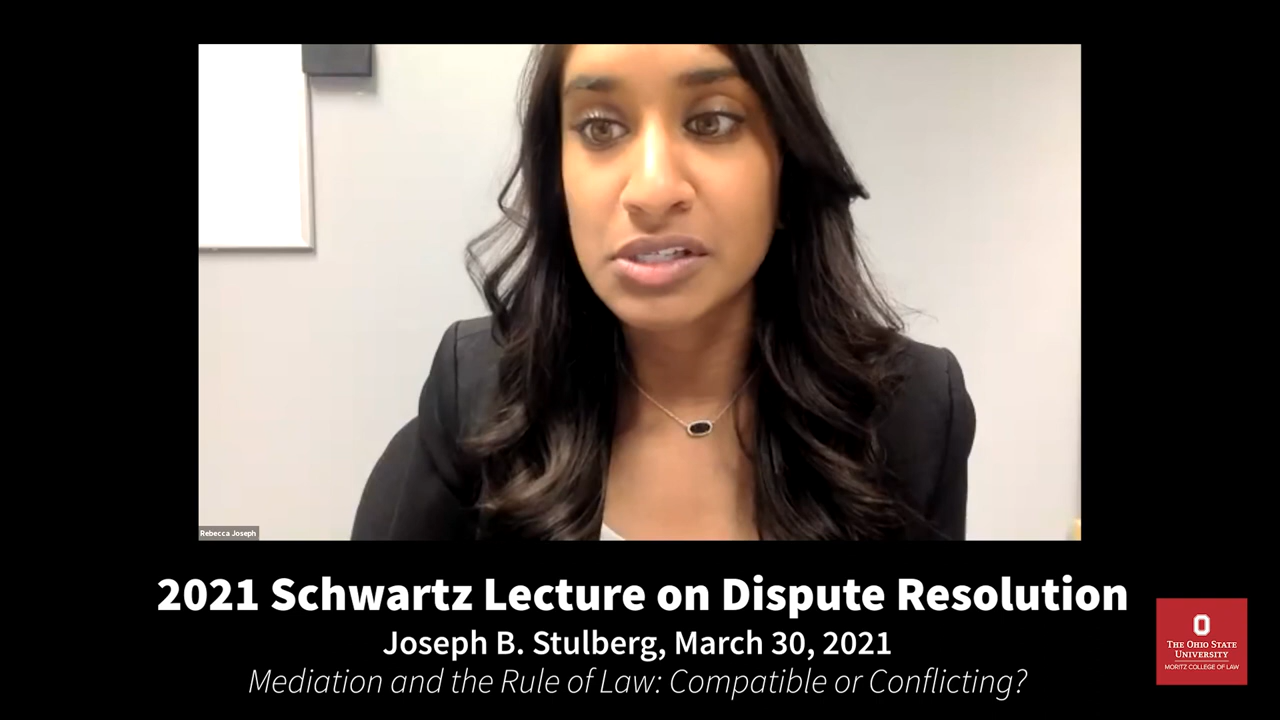 Rebecca Joseph
2021 Schwartz Lecture on Dispute Resolution
Joseph B. Stulberg, March 30, 2021
Mediation and the Rule of Law: Compatible or Conflicting?
THE OHIO STATE
UNIVERSITY
MORITZ COLLEGE OF LAW